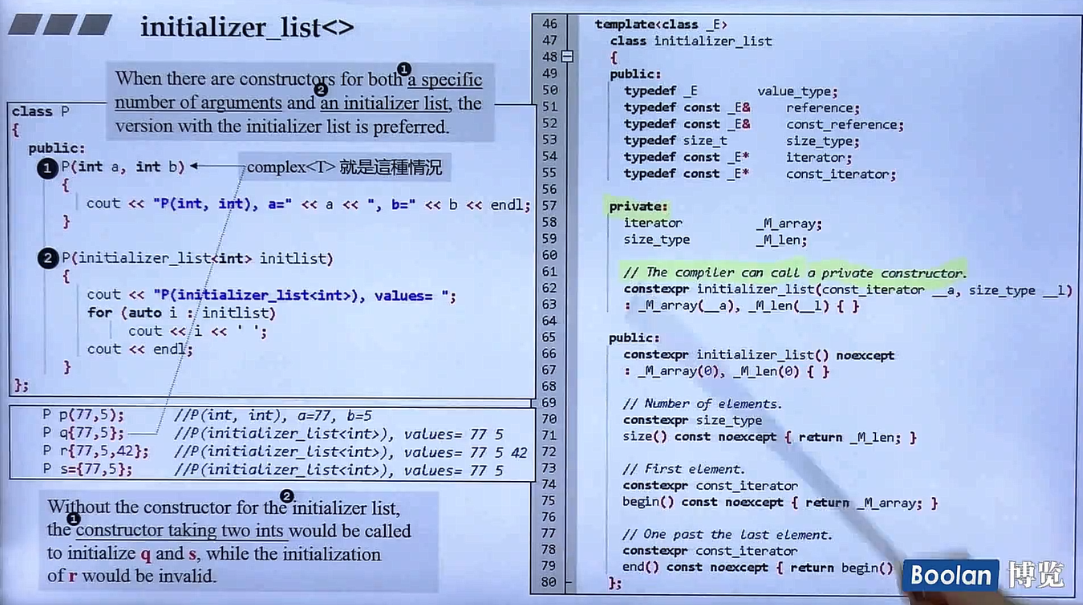 initializer_list<>
When there are constructors for both ❶a specific
number of arguments and ❷an initializer list, the
version with the initializer list is preferred.
class P
{
public:
❶ P(int a, int b)
complex<T> 就是這種情況
{
cout << "P(int, int), a=" << a << ", b=" << b << endl;
}
❷ P(initializer_list<int> initlist)
{
cout << "P(initializer_list<int>), values= ";
for (auto i : initlist)
cout << i << ' ';
cout << endl;
}
};
P p(77,5); //P(int, int), a=77, b=5
P q{77,5}; //P(initializer_list<int>), values= 77 5
P r{77,5,42}; //P(initializer_list<int>), values= 77 5 42
P s={77,5}; //P(initializer_list<int>), values= 77 5
Without the constructor for the ❷initializer list,
the ❶constructor taking two ints would be called
to initialize q and s, while the initialization
of r would be invalid.
46 template<class _E>
47 class initializer_list
48 {
49 public:
50 typedef _E value_type;
51 typedef const _E& reference;
52 typedef const _E& const_reference;
53 typedef size_t size_type;
54 typedef const _E* iterator;
55 typedef const _E* const_iterator;
56
57 private:
58 iterator _M_array;
59 size_type _M_len;
60
61 // The compiler can call a private constructor.
62 constexpr initializer_list(const_iterator __a, size_type __l)
63 : _M_array(__a), _M_len(__l) { }
64
65 public:
66 constexpr initializer_list() noexcept
67 : _M_array(0), _M_len(0) { }
68
69 // Number of elements.
70 constexpr size_type
71 size() const noexcept { return _M_len; }
72
73 // First element.
74 constexpr const_iterator
75 begin() const noexcept { return _M_array; }
76
77 // One past the last element.
78 constexpr const_iterator
79 end() const noexcept { return begin()
80 };
Boolan 博览